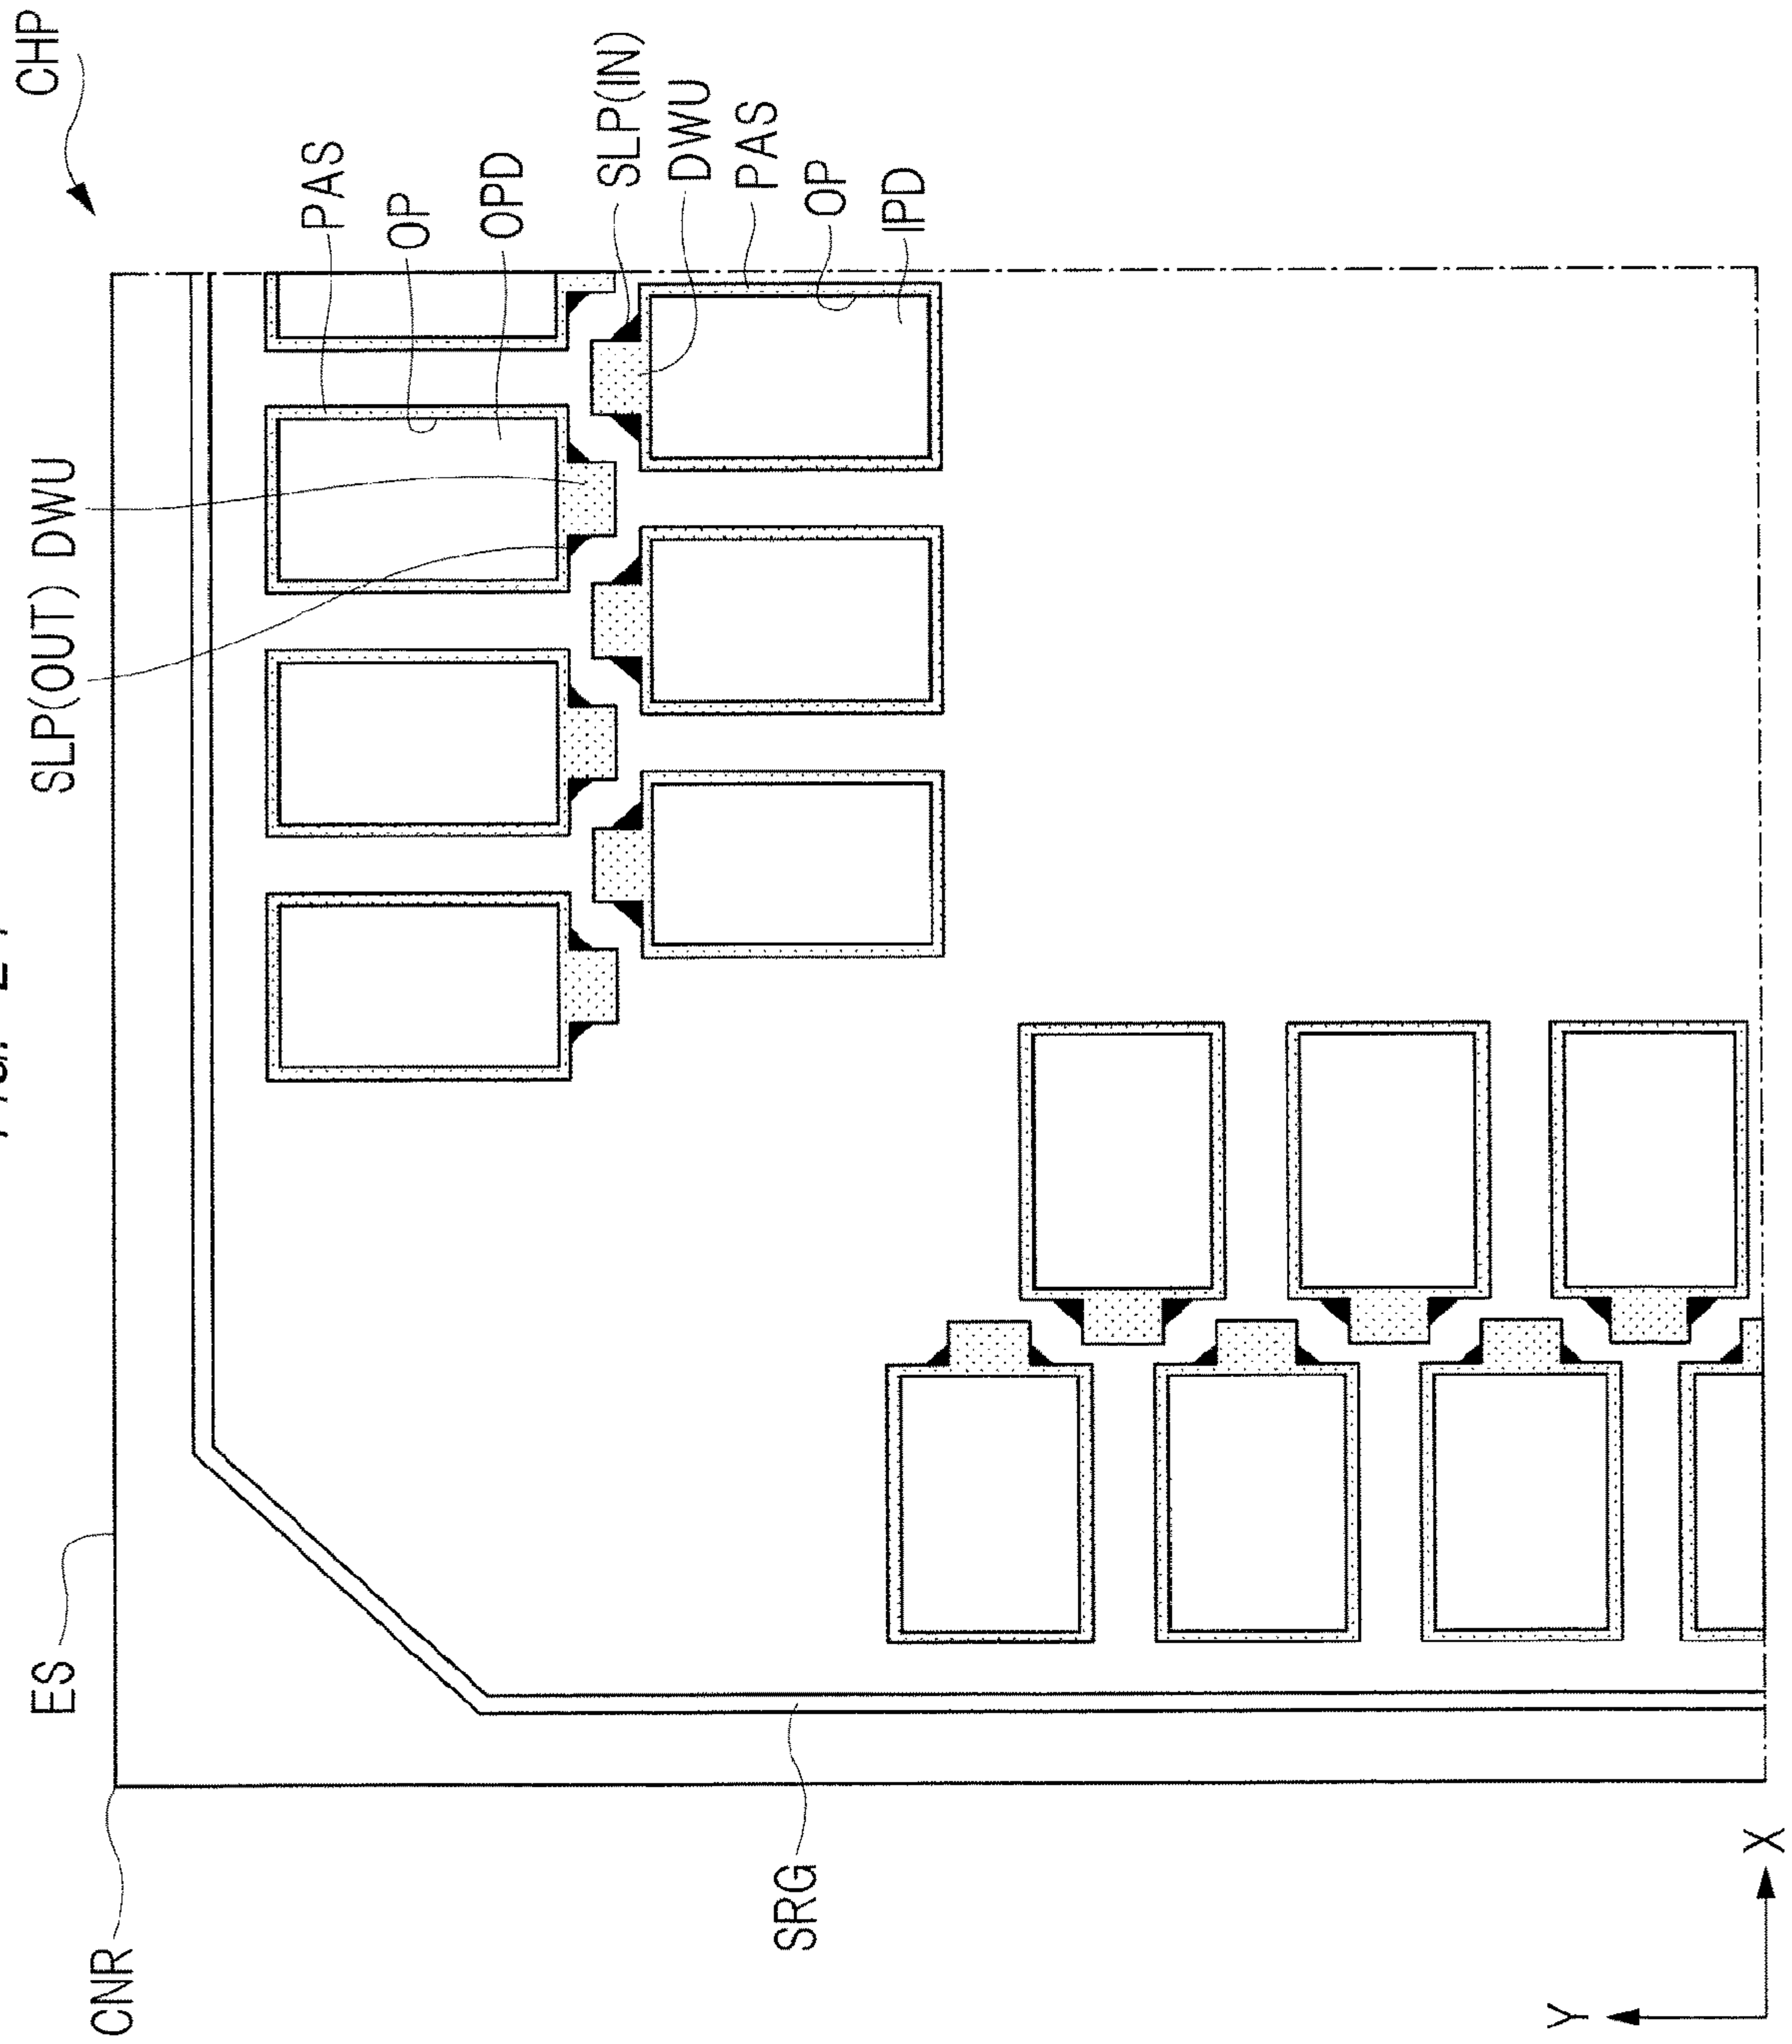 CHP
SLP(OUT) DWU
PAS
OP
OPD
SLP(IN)
DWU
PAS
OP
IPD
ES
CNR
SRG
Y
X